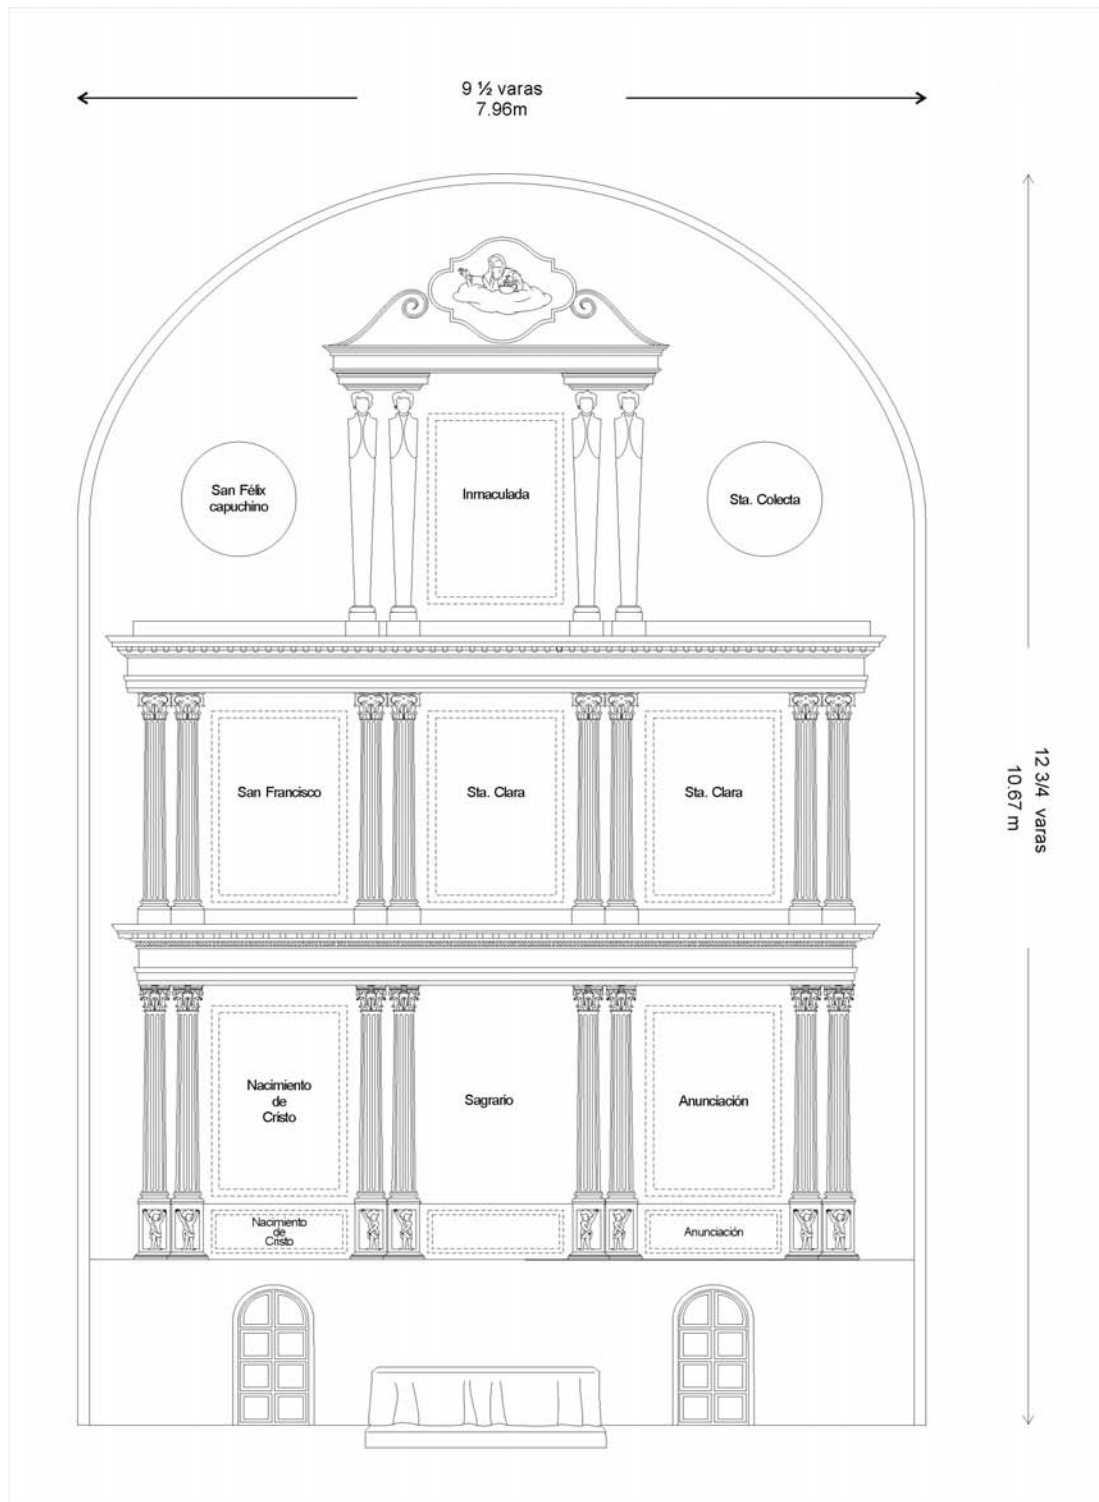 9 ½ varas
7.96m
San Félix
capuchino
Inmaculada
Sta. Colecta
San Francisco
Sta. Clara
Sta. Clara
12 3/4 varas
10.67 m
Nacimiento
de
Cristo
Sagrario
Anunciación
Nacimiento
de
Cristo
Anunciación